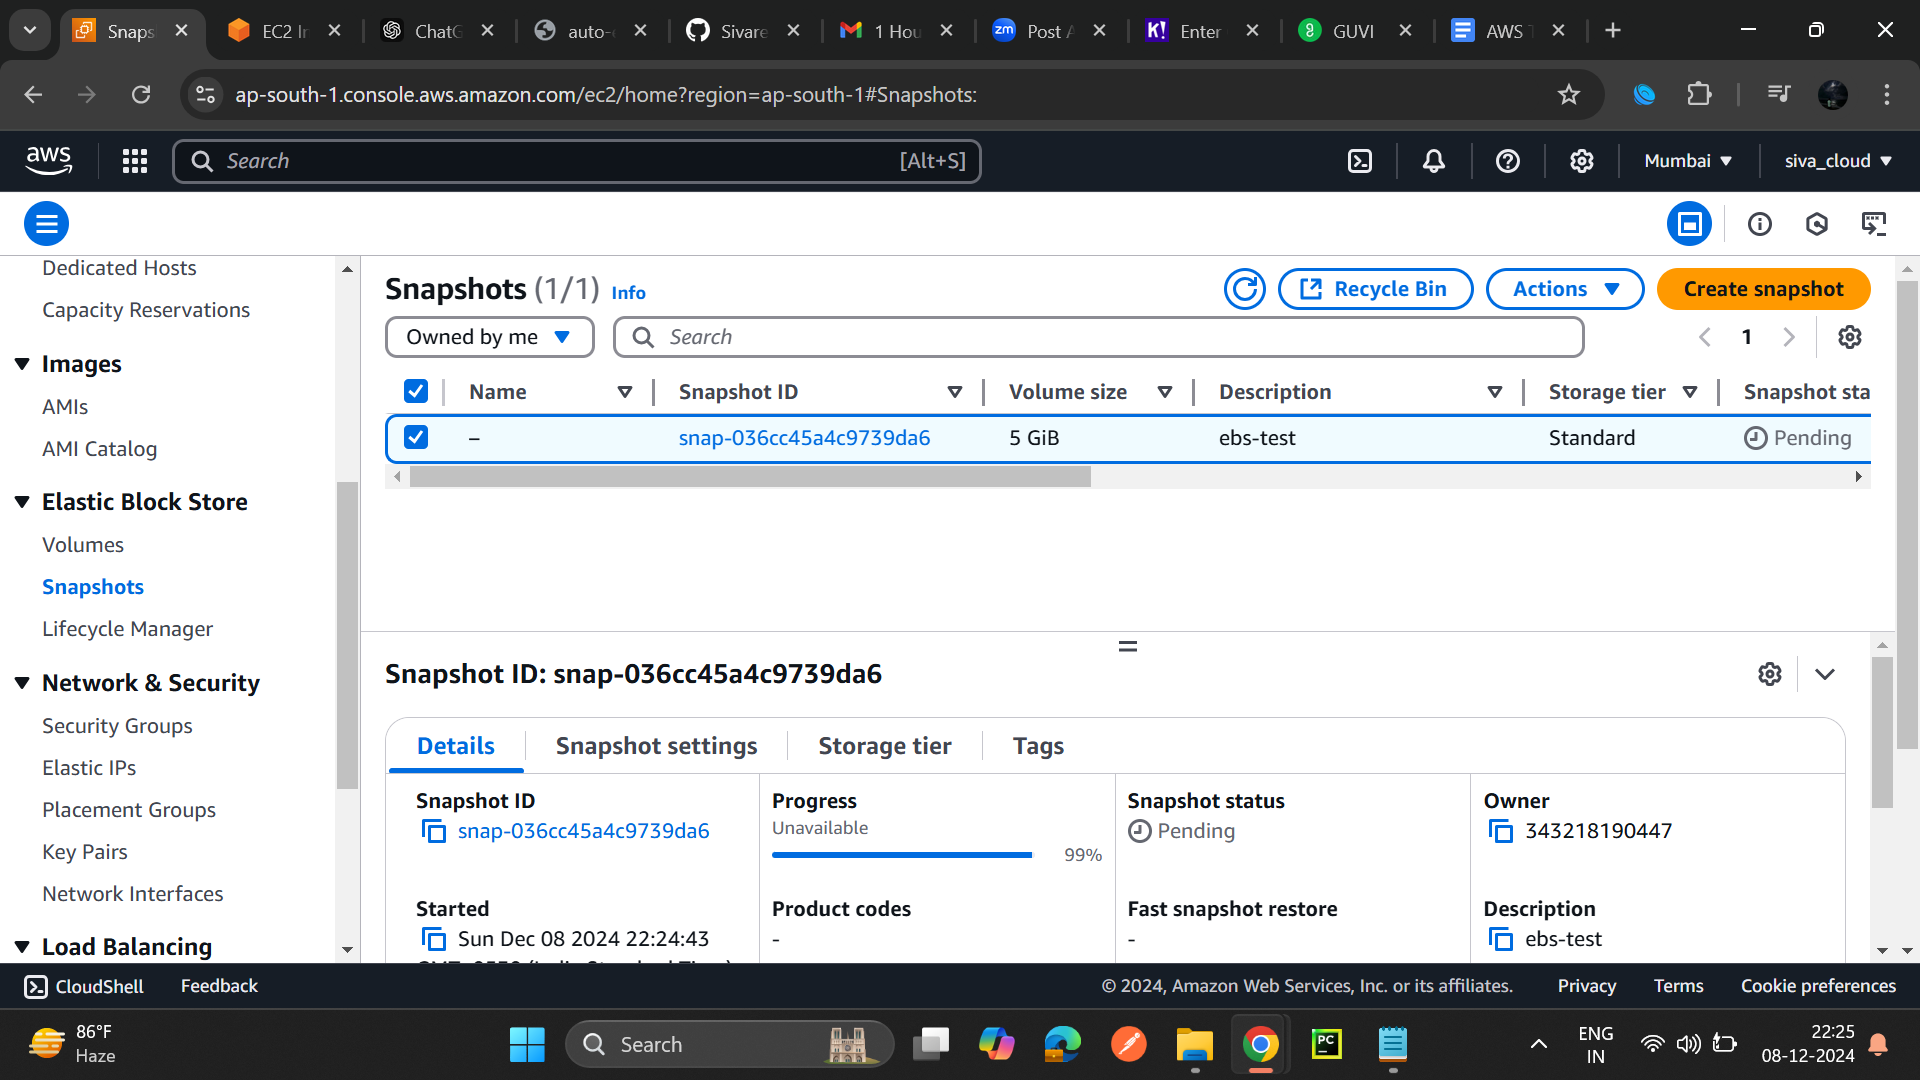 Snaps
EC2 In
ChatG
auto-
Sivare
1 Hou
Post A
Enter
GUVI
AWS T
ap-south-1.console.aws.amazon.com/ec2/home?region=ap-south-1#Snapshots:
aws
Search
[Alt+S]
Mumbai
siva_cloud
Dedicated Hosts
Capacity Reservations
Images
AMIs
AMI Catalog
Elastic Block Store
Volumes
Snapshots
Lifecycle Manager
Network & Security
Security Groups
Elastic IPs
Placement Groups
Key Pairs
Network Interfaces
Load Balancing
Snapshots (1/1) Info
Recycle Bin
Actions
Create snapshot
Owned by me
Search
1
Name Snapshot ID Volume size Description Storage tier Snapshot sta
– snap-036cc45a4c9739da6 5 GiB ebs-test Standard Pending
Snapshot ID: snap-036cc45a4c9739da6
Details Snapshot settings Storage tier Tags
Snapshot ID
snap-036cc45a4c9739da6
Progress
Unavailable
99%
Snapshot status
Pending
Owner
343218190447
Started
Sun Dec 08 2024 22:24:43
Product codes
-
Fast snapshot restore
-
Description
ebs-test
CloudShell Feedback © 2024, Amazon Web Services, Inc. or its affiliates. Privacy Terms Cookie preferences
86°F
Haze
Search
ENG
IN
22:25
08-12-2024